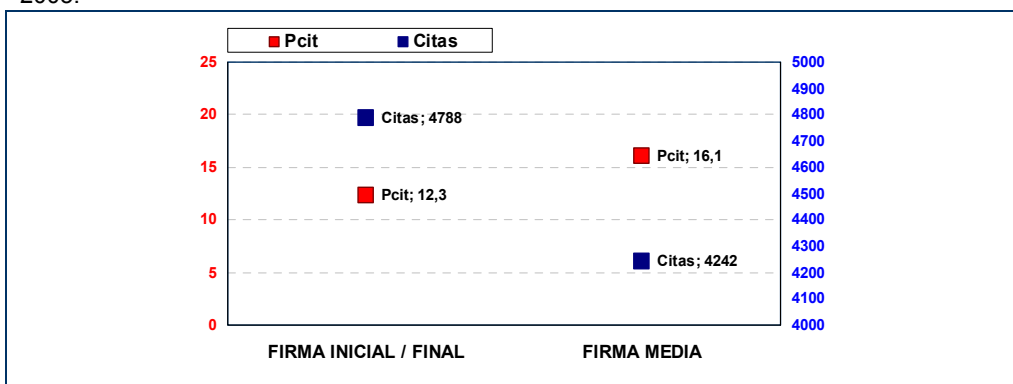 Pcit Citas
25 5000
4900
20 4800
Citas; 4788
4700
15 Pcit; 16,1 4600
Pcit; 12,3 4500
10 4400
4300
Citas; 4242
5 4200
4100
0 4000
FIRMA INICIAL / FINAL FIRMA MEDIA